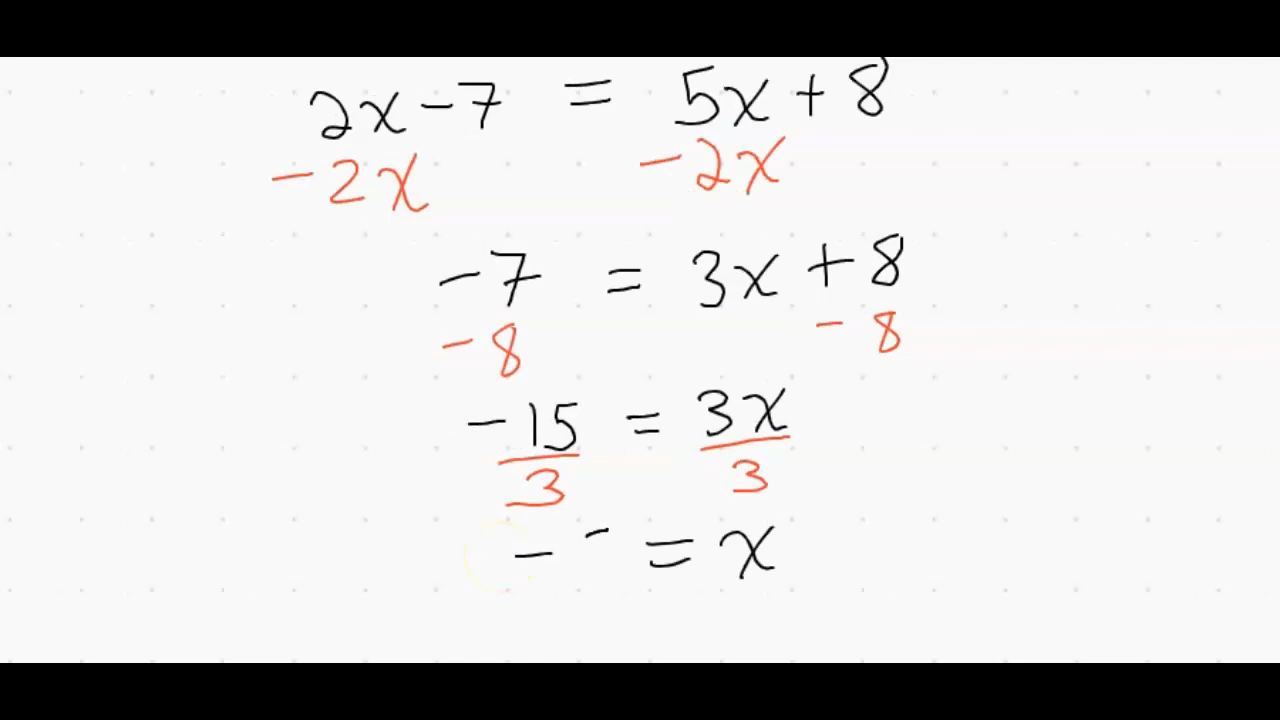 2x - 7 = 5x + 8
-2x -2x
-7 = 3x + 8
-8 -8
-15 = 3x
3 3
- - = x